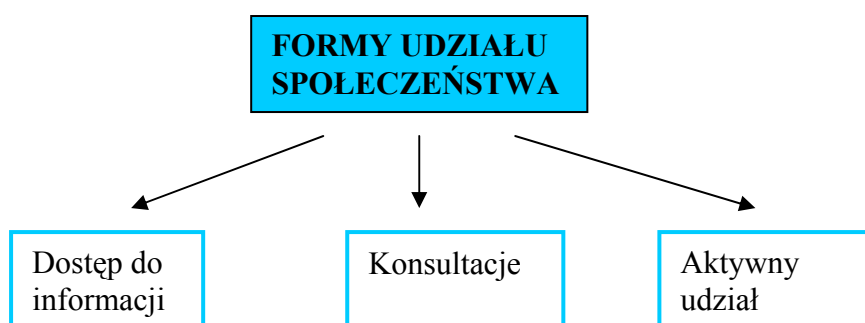 FORMY UDZIAŁU
SPOŁECZEŃSTWA
Dostęp do
informacji
Konsultacje
Aktywny
udział